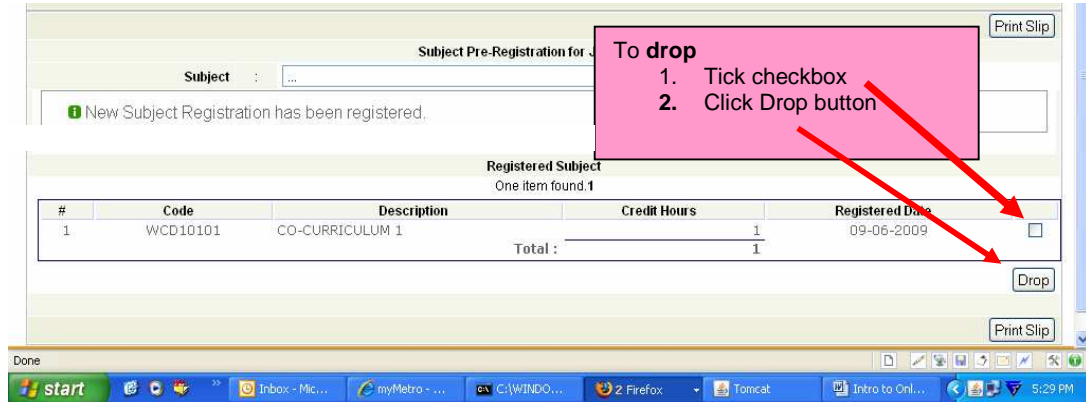 Print Slip
Subject Pre-Registration for J
Subject : ...
New Subject Registration has been registered.
To drop
1. Tick checkbox
2. Click Drop button
Registered Subject
One item found.1
# Code Description Credit Hours Registered Date
1 WCD10101 CO-CURRICULUM 1 1 09-06-2009
Total : 1
Drop
Print Slip
Done
start Inbox - Mic... myMetro - ... C:\WINDO... 2 Firefox Tomcat Intro to Onl... 5:29 PM